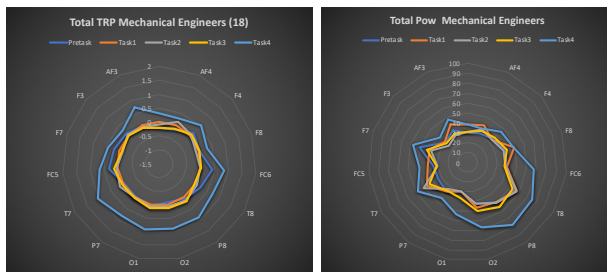 Total TRP Mechanical Engineers (18)
Pretask Task1 Task2 Task3 Task4
AF3 AF4
F3 F4
F7 F8
FC5 FC6
T7 T8
P7 P8
O1 O2
2
1.5
1
0.5
0
-0.5
-1
-1.5
Total Pow Mechanical Engineers
Pretask Task1 Task2 Task3 Task4
AF3 AF4
F3 F4
F7 F8
FC5 FC6
T7 T8
P7 P8
O1 O2
100
90
80
70
60
50
40
30
20
10
0